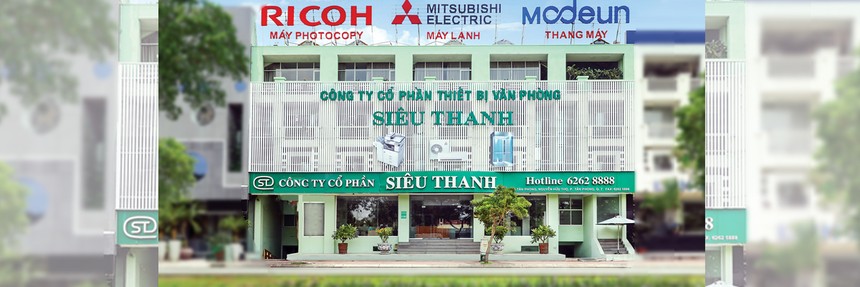 RICOH
MÁY PHOTOCOPY
MITSUBISHI
ELECTRIC
MÁY LẠNH
Modeun
THANG MÁY
CÔNG TY CỔ PHẦN THIẾT BỊ VĂN PHÒNG
SIÊU THANH
ST CÔNG TY CỔ PHẦN SIÊU THANH
Hotline 6262 8888